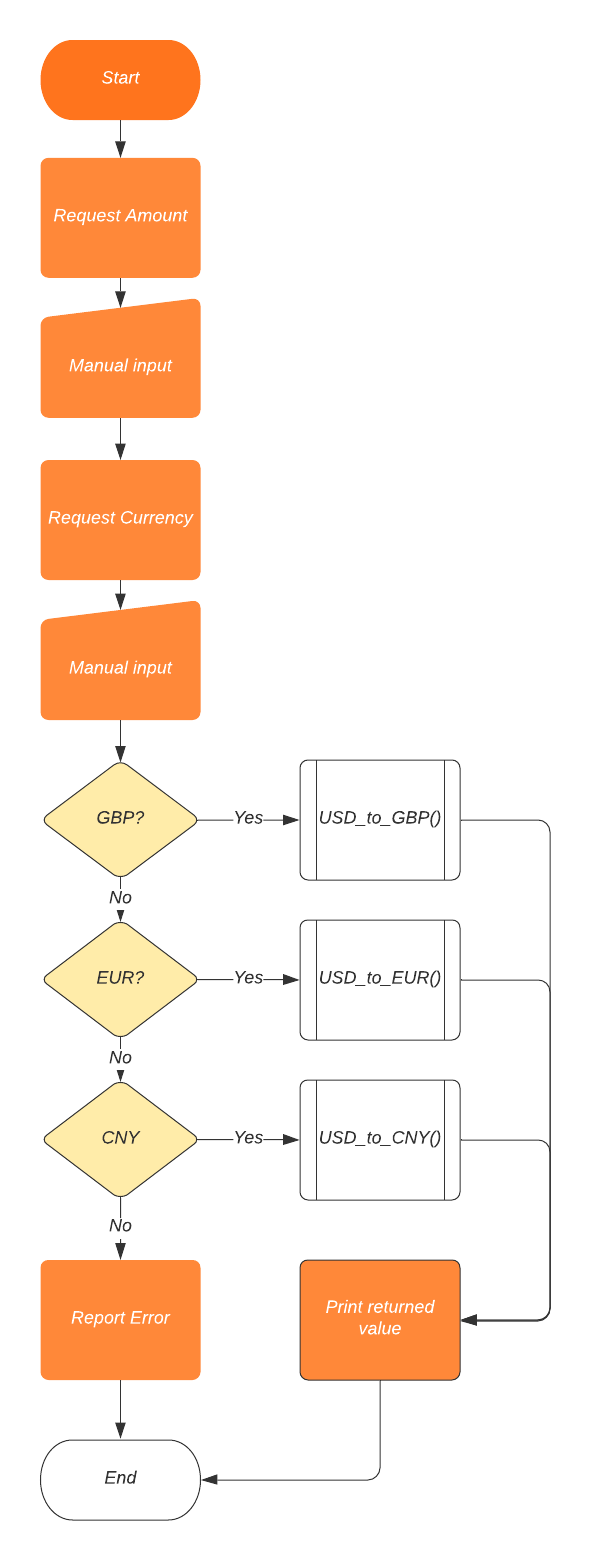 Start
Request Amount
Manual input
Request Currency
Manual input
GBP?
Yes
USD_to_GBP()
No
EUR?
Yes
USD_to_EUR()
No
CNY
Yes
USD_to_CNY()
No
Report Error
Print returned
value
End